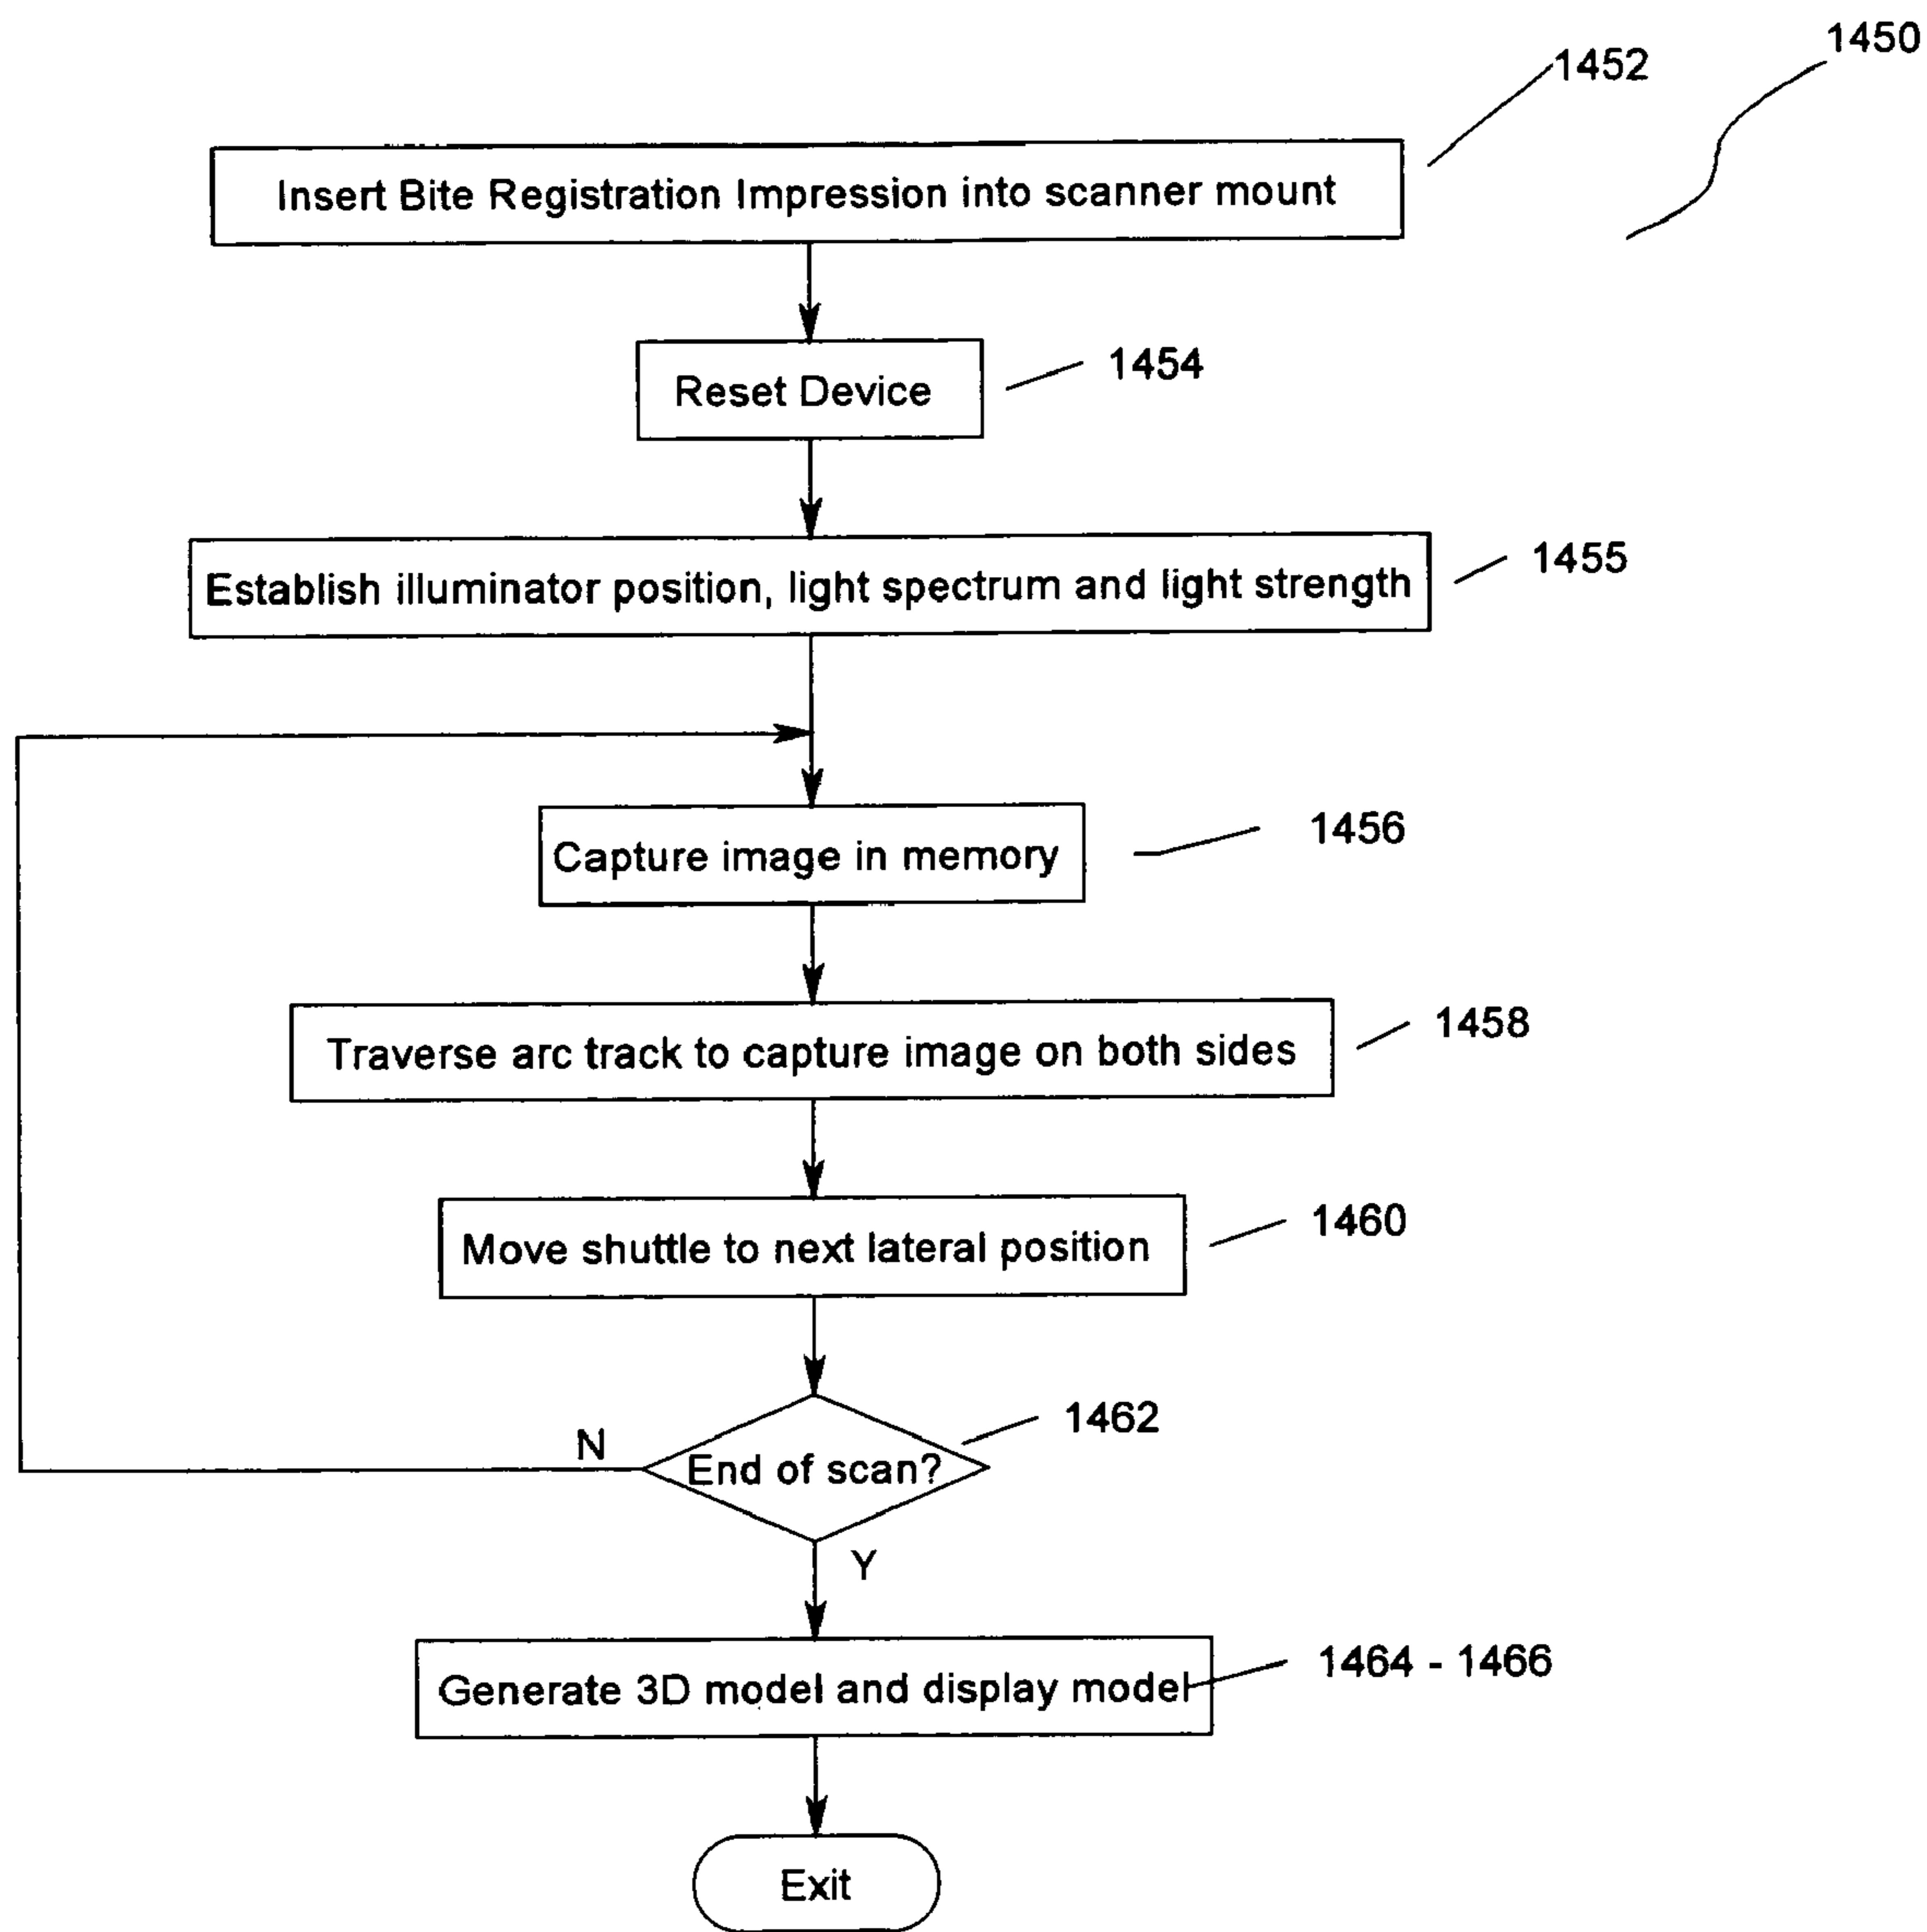 1450
1452
Insert Bite Registration Impression into scanner mount
Reset Device
1454
Establish illuminator position, light spectrum and light strength
1455
Capture image in memory
1456
Traverse arc track to capture image on both sides
1458
Move shuttle to next lateral position
1460
End of scan?
1462
N
Y
Generate 3D model and display model
1464 - 1466
Exit